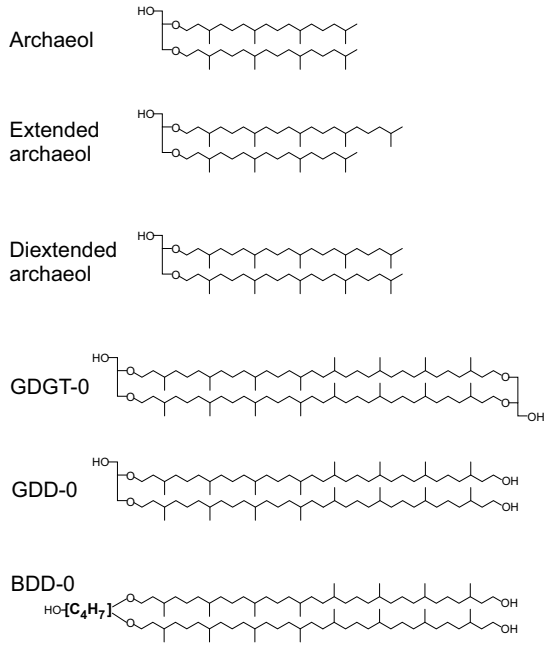 HO
Archaeol
O
O
HO
Extended
archaeol
O
O
HO
Diextended
archaeol
O
O
HO
O
O
GDGT-0
O
O
OH
HO
O
OH
GDD-0
O
OH
BDD-0
O
OH
HO-[C₄H₇]
O
OH